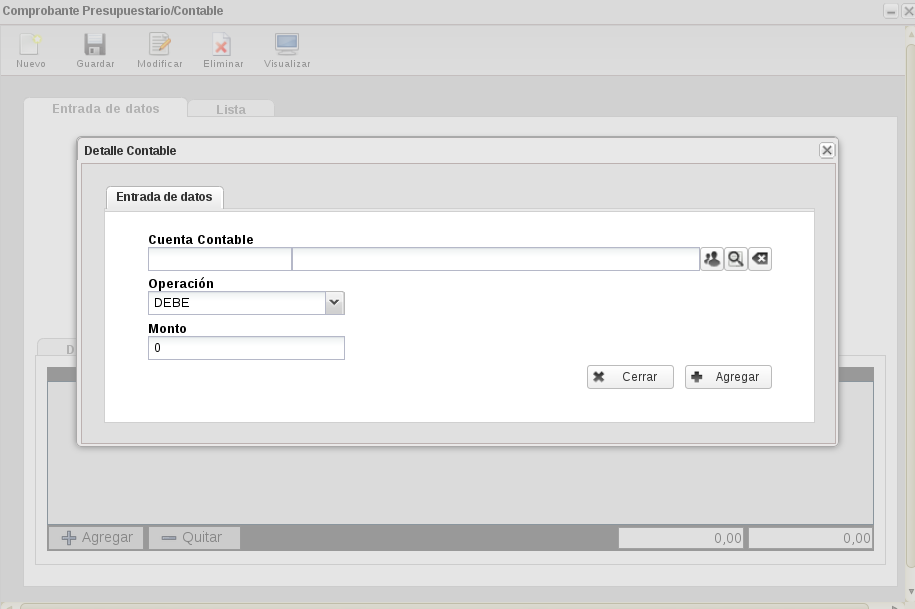 Comprobante Presupuestario/Contable
Nuevo Guardar Modificar Eliminar Visualizar
Entrada de datos Lista
Detalle Contable
Entrada de datos
Cuenta Contable
Operación
DEBE
Monto
0
D
Cerrar Agregar
Agregar Quitar 0,00 0,00